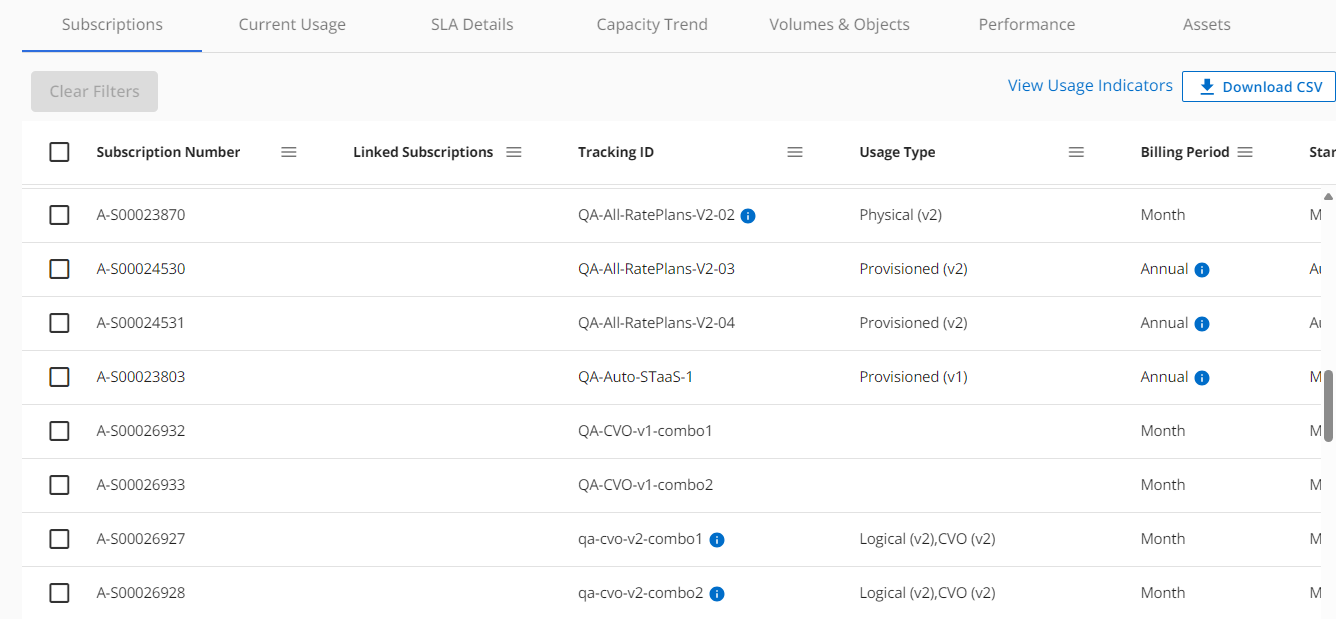 Subscriptions Current Usage SLA Details Capacity Trend Volumes & Objects Performance Assets
Clear Filters View Usage Indicators Download CSV
Subscription Number Linked Subscriptions Tracking ID Usage Type Billing Period Star
A-S00023870 QA-All-RatePlans-V2-02 Physical (v2) Month M
A-S00024530 QA-All-RatePlans-V2-03 Provisioned (v2) Annual Au
A-S00024531 QA-All-RatePlans-V2-04 Provisioned (v2) Annual Au
A-S00023803 QA-Auto-STaaS-1 Provisioned (v1) Annual M
A-S00026932 QA-CVO-v1-combo1 Month M
A-S00026933 QA-CVO-v1-combo2 Month M
A-S00026927 qa-cvo-v2-combo1 Logical (v2),CVO (v2) Month M
A-S00026928 qa-cvo-v2-combo2 Logical (v2),CVO (v2) Month M